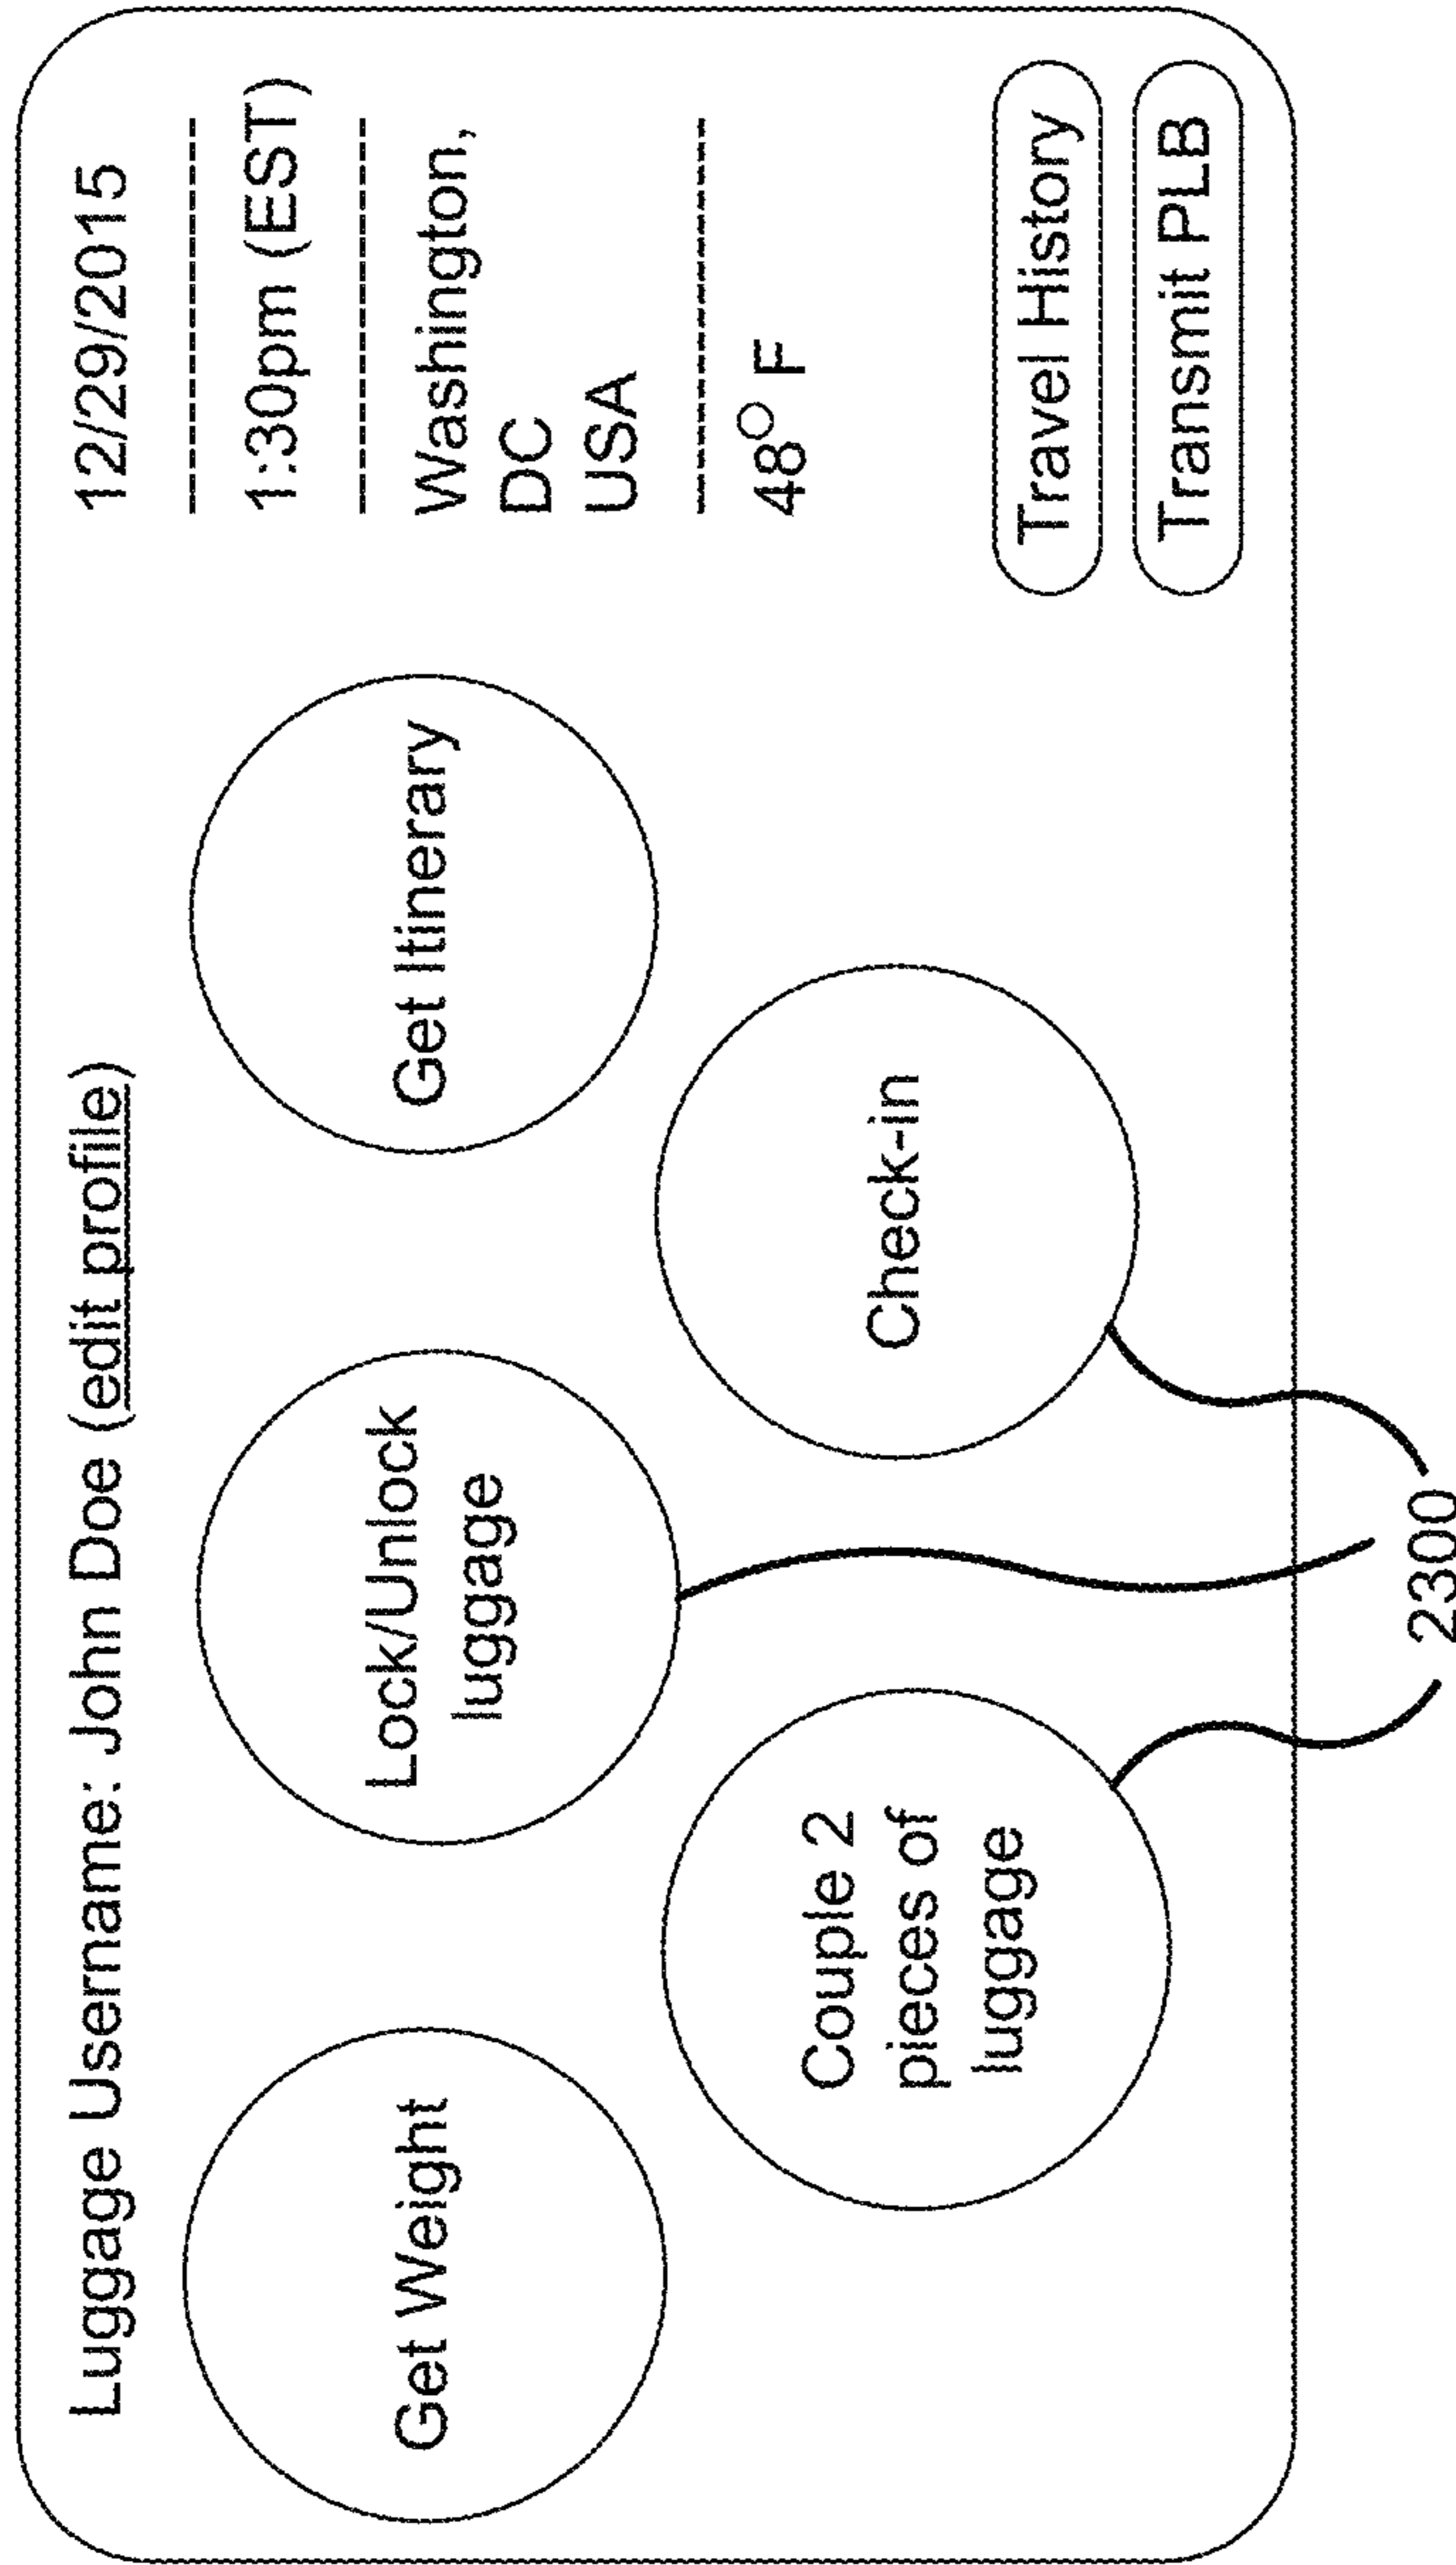 Luggage Username: John Doe (edit profile)
12/29/2015
1:30pm (EST)
Washington,
DC
USA
48° F
Get Weight
Lock/Unlock
luggage
Get Itinerary
Couple 2
pieces of
luggage
Check-in
Travel History
Transmit PLB
2300